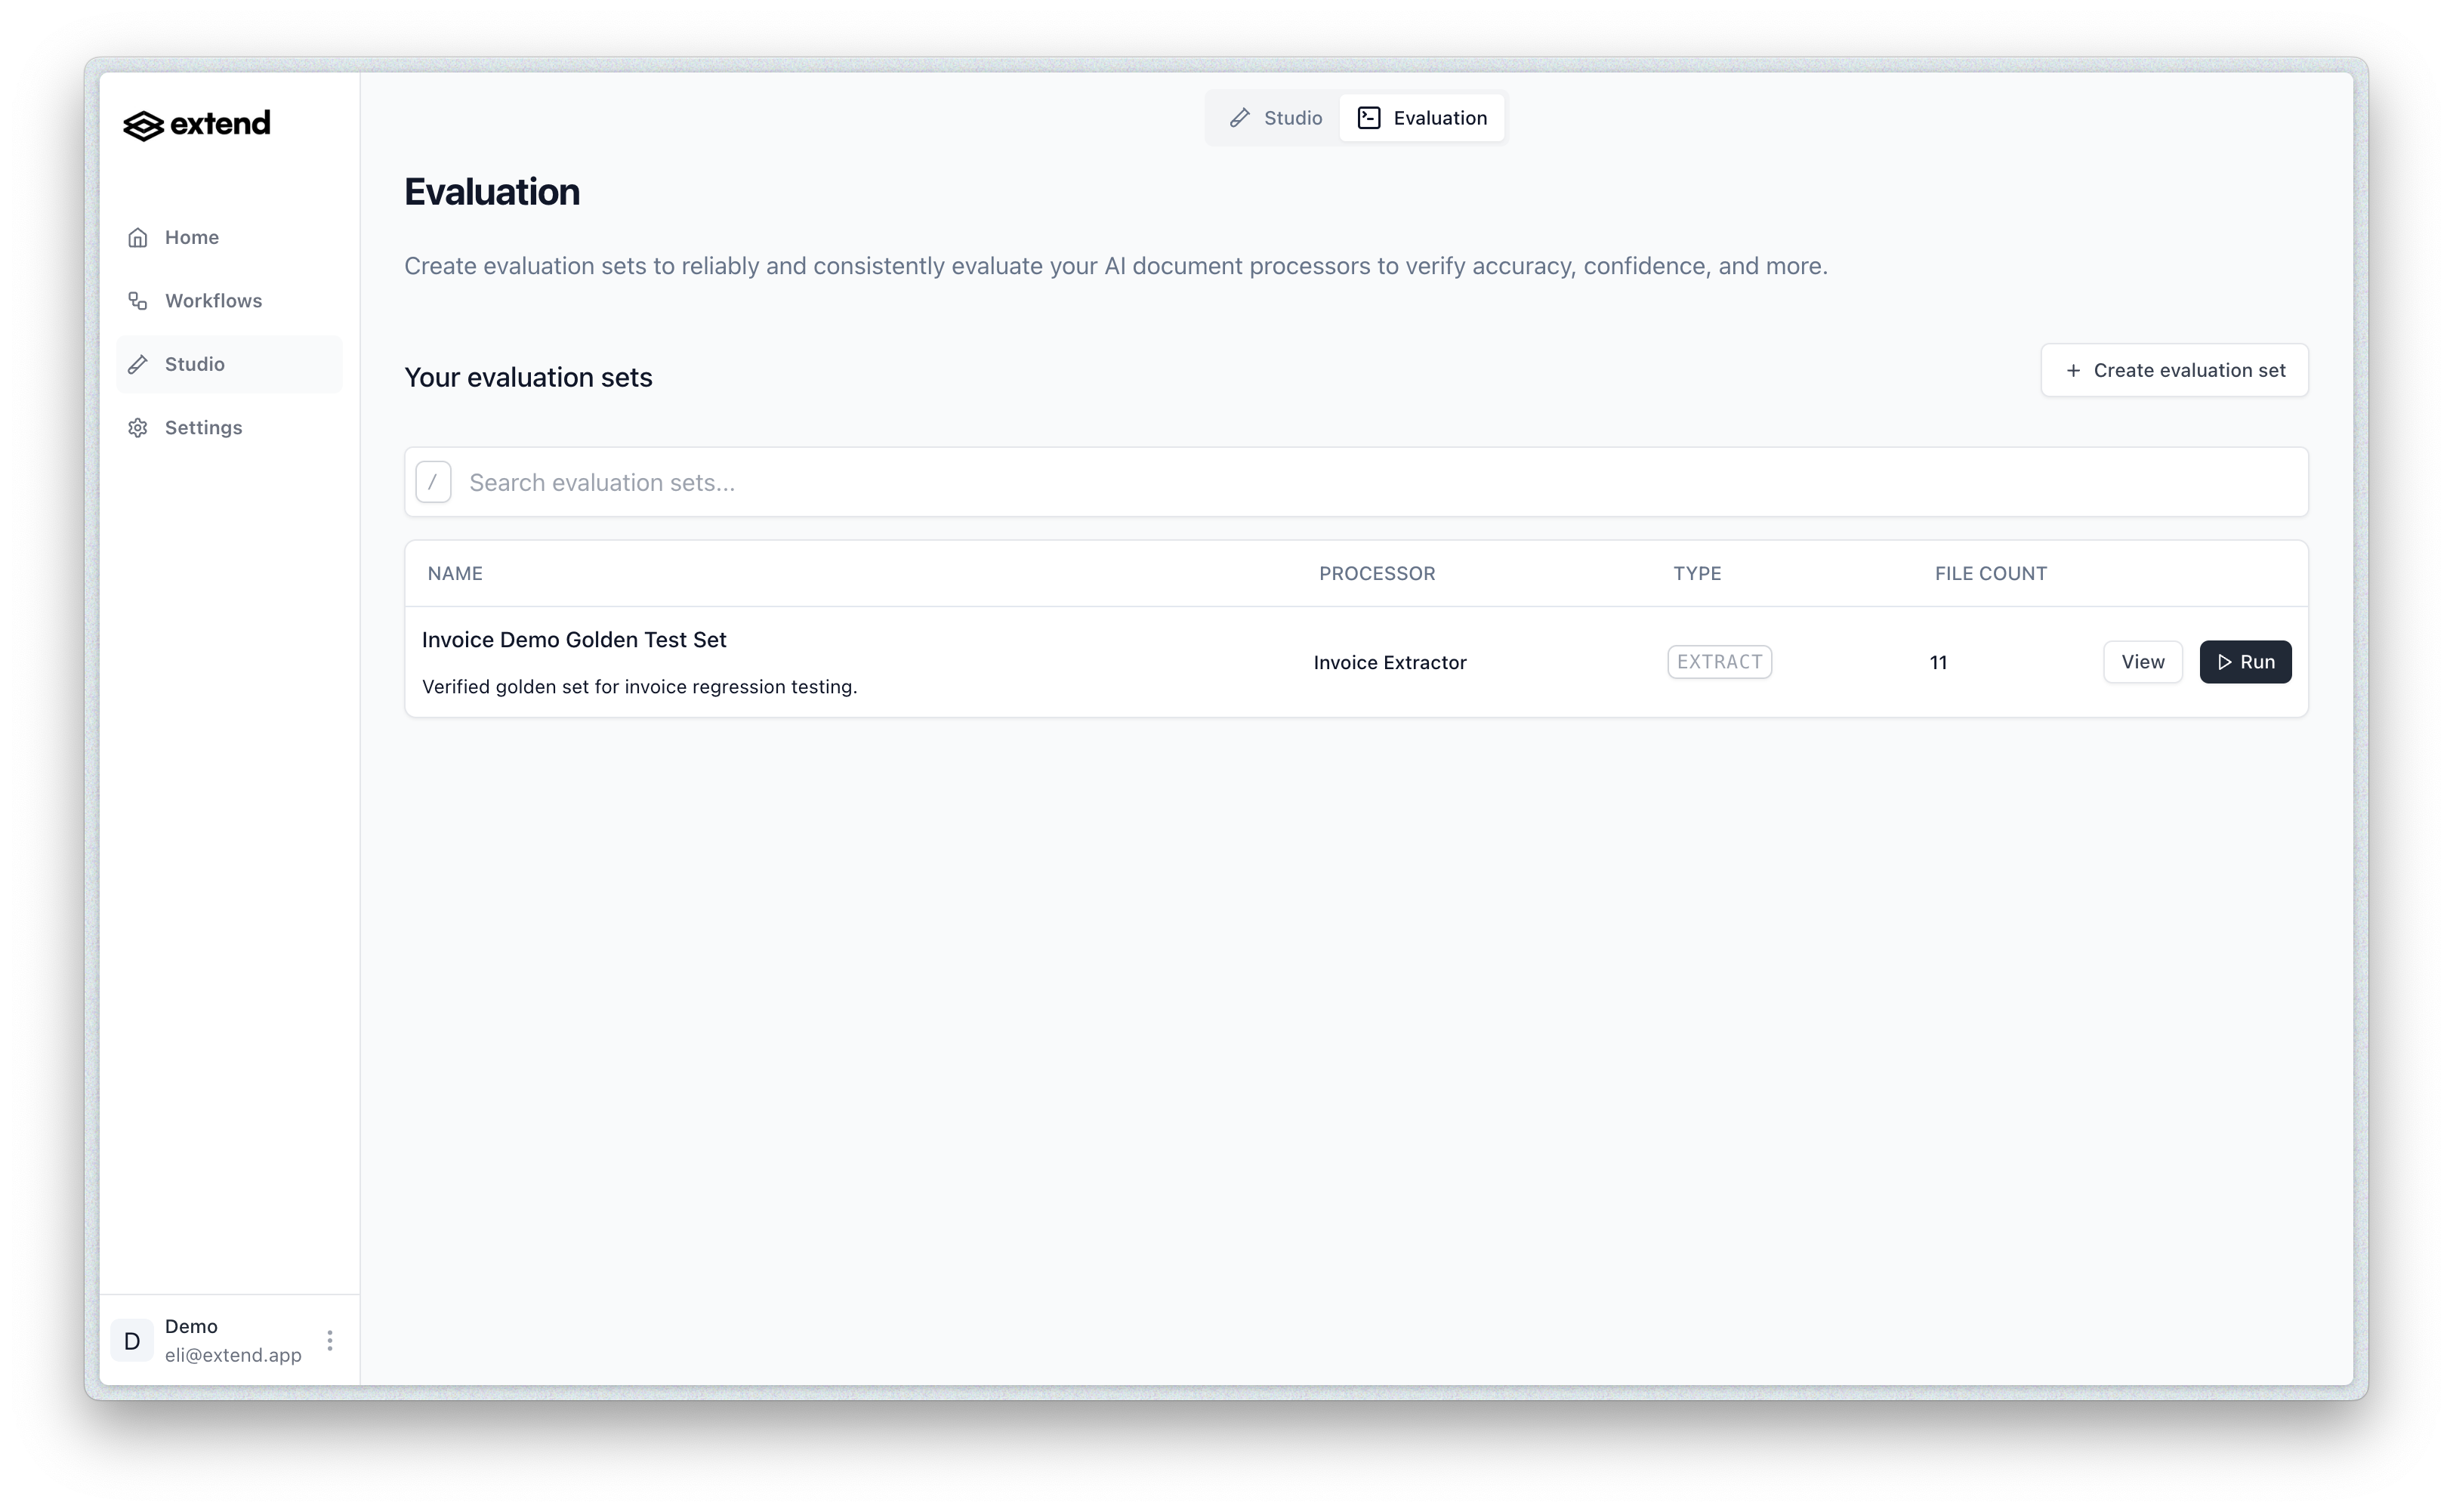 extend
Home
Workflows
Studio
Settings
Studio
Evaluation
Evaluation
Create evaluation sets to reliably and consistently evaluate your AI document processors to verify accuracy, confidence, and more.
Your evaluation sets
+ Create evaluation set
/ Search evaluation sets...
NAME PROCESSOR TYPE FILE COUNT
Invoice Demo Golden Test Set
Verified golden set for invoice regression testing.
Invoice Extractor
EXTRACT
11
View
Run
D
Demo
eli@extend.app